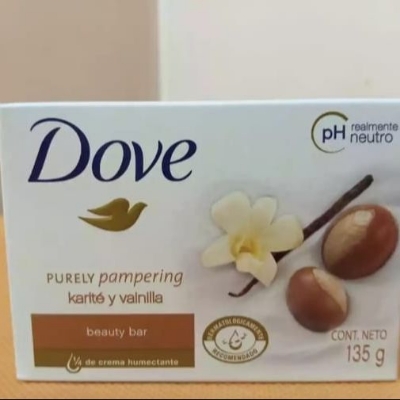 Dove
pH realmente
neutro
PURELY pampering
karité y vainilla
beauty bar
¼ de crema humectante
DERMATOLÓGICAMENTE
RECOMENDADO
CONT. NETO
135 g